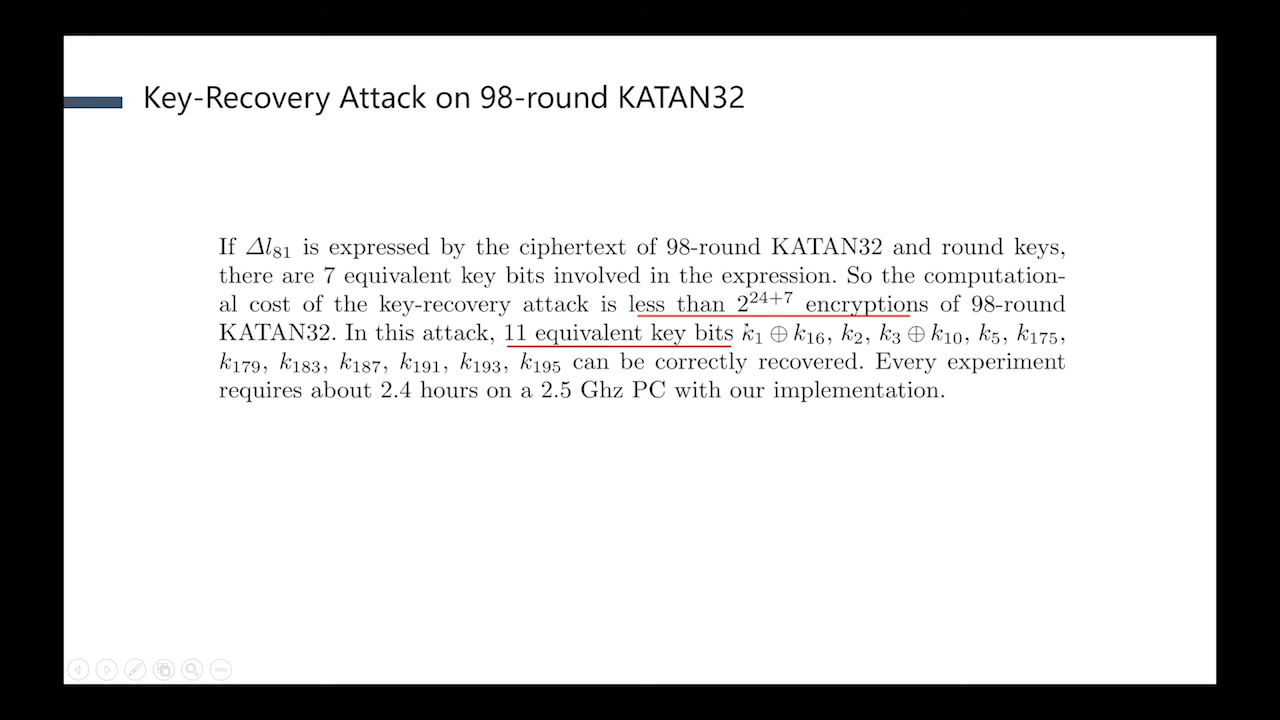 Key-Recovery Attack on 98-round KATAN32
If Δl₈₁ is expressed by the ciphertext of 98-round KATAN32 and round keys,
there are 7 equivalent key bits involved in the expression. So the computation-
al cost of the key-recovery attack is less than 2²⁴⁺⁷ encryptions of 98-round
KATAN32. In this attack, 11 equivalent key bits k₁ ⊕ k₁₆, k₂, k₃ ⊕ k₁₀, k₅, k₁₇₅,
k₁₇₉, k₁₈₃, k₁₈₇, k₁₉₁, k₁₉₃, k₁₉₅ can be correctly recovered. Every experiment
requires about 2.4 hours on a 2.5 Ghz PC with our implementation.